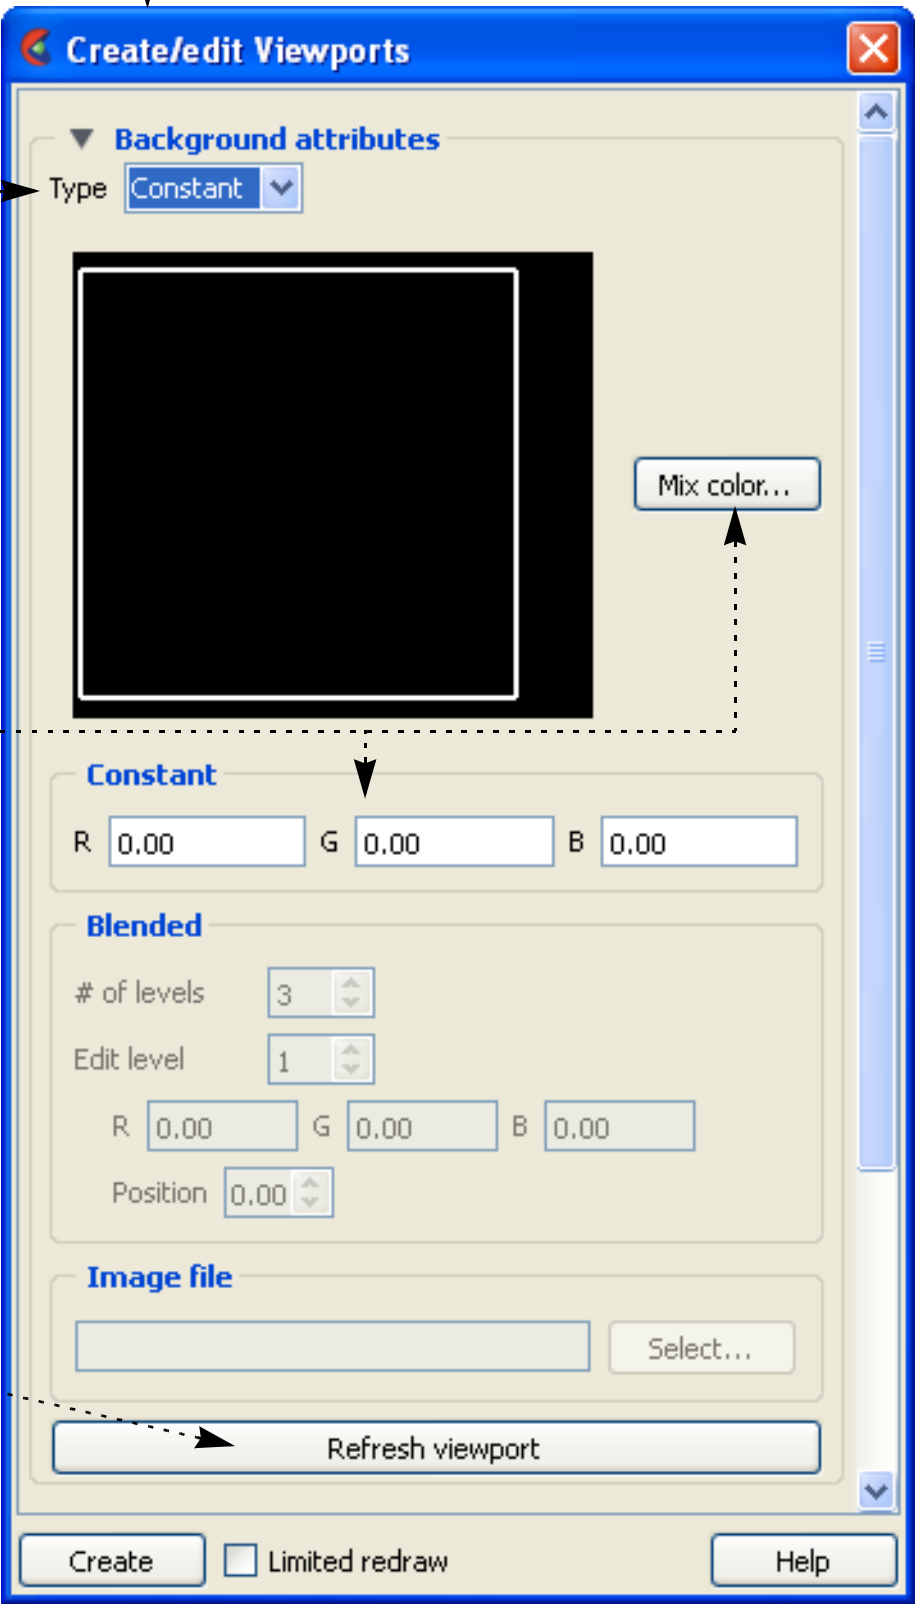 Create/edit Viewports
Background attributes
Type Constant
Mix color...
Constant
R 0.00 G 0.00 B 0.00
Blended
# of levels 3
Edit level 1
R 0.00 G 0.00 B 0.00
Position 0.00
Image file
Select...
Refresh viewport
Create Limited redraw Help